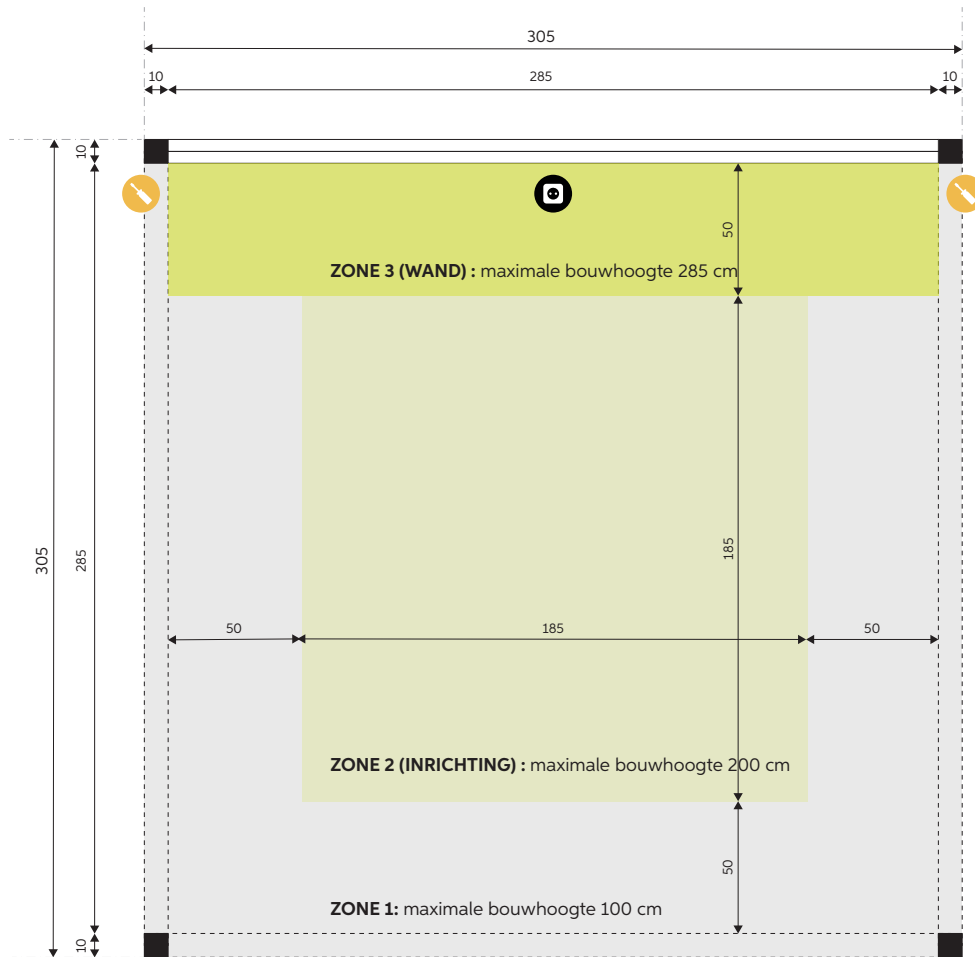 305
10 285 10
10
50
ZONE 3 (WAND) : maximale bouwhoogte 285 cm
305
285
185
50 185 50
ZONE 2 (INRICHTING) : maximale bouwhoogte 200 cm
50
ZONE 1: maximale bouwhoogte 100 cm
10